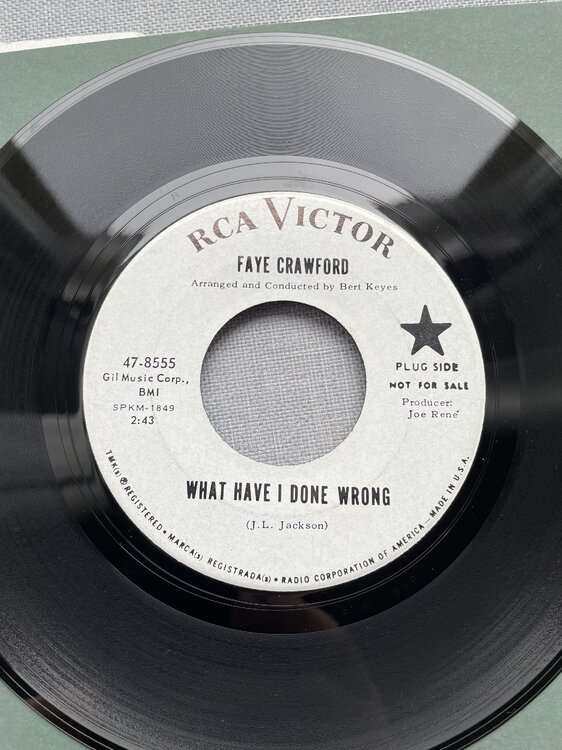 RCA VICTOR
FAYE CRAWFORD
Arranged and Conducted by Bert Keyes
47-8555
Gil Music Corp.,
BMI
SPKM-1849
2:43
PLUG SIDE
NOT FOR SALE
Producer:
Joe René
WHAT HAVE I DONE WRONG
(J.L. Jackson)
TMK(s) ® REGISTERED • MARCA(s) REGISTRADA(s) • RADIO CORPORATION OF AMERICA—MADE IN U.S.A.